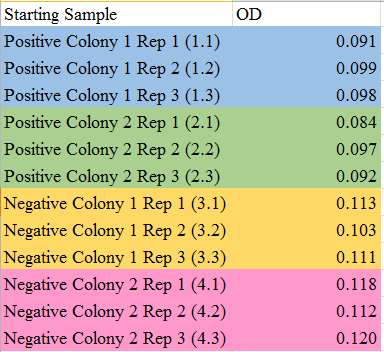 Starting Sample OD
Positive Colony 1 Rep 1 (1.1) 0.091
Positive Colony 1 Rep 2 (1.2) 0.099
Positive Colony 1 Rep 3 (1.3) 0.098
Positive Colony 2 Rep 1 (2.1) 0.084
Positive Colony 2 Rep 2 (2.2) 0.097
Positive Colony 2 Rep 3 (2.3) 0.092
Negative Colony 1 Rep 1 (3.1) 0.113
Negative Colony 1 Rep 2 (3.2) 0.103
Negative Colony 1 Rep 3 (3.3) 0.111
Negative Colony 2 Rep 1 (4.1) 0.118
Negative Colony 2 Rep 2 (4.2) 0.112
Negative Colony 2 Rep 3 (4.3) 0.120